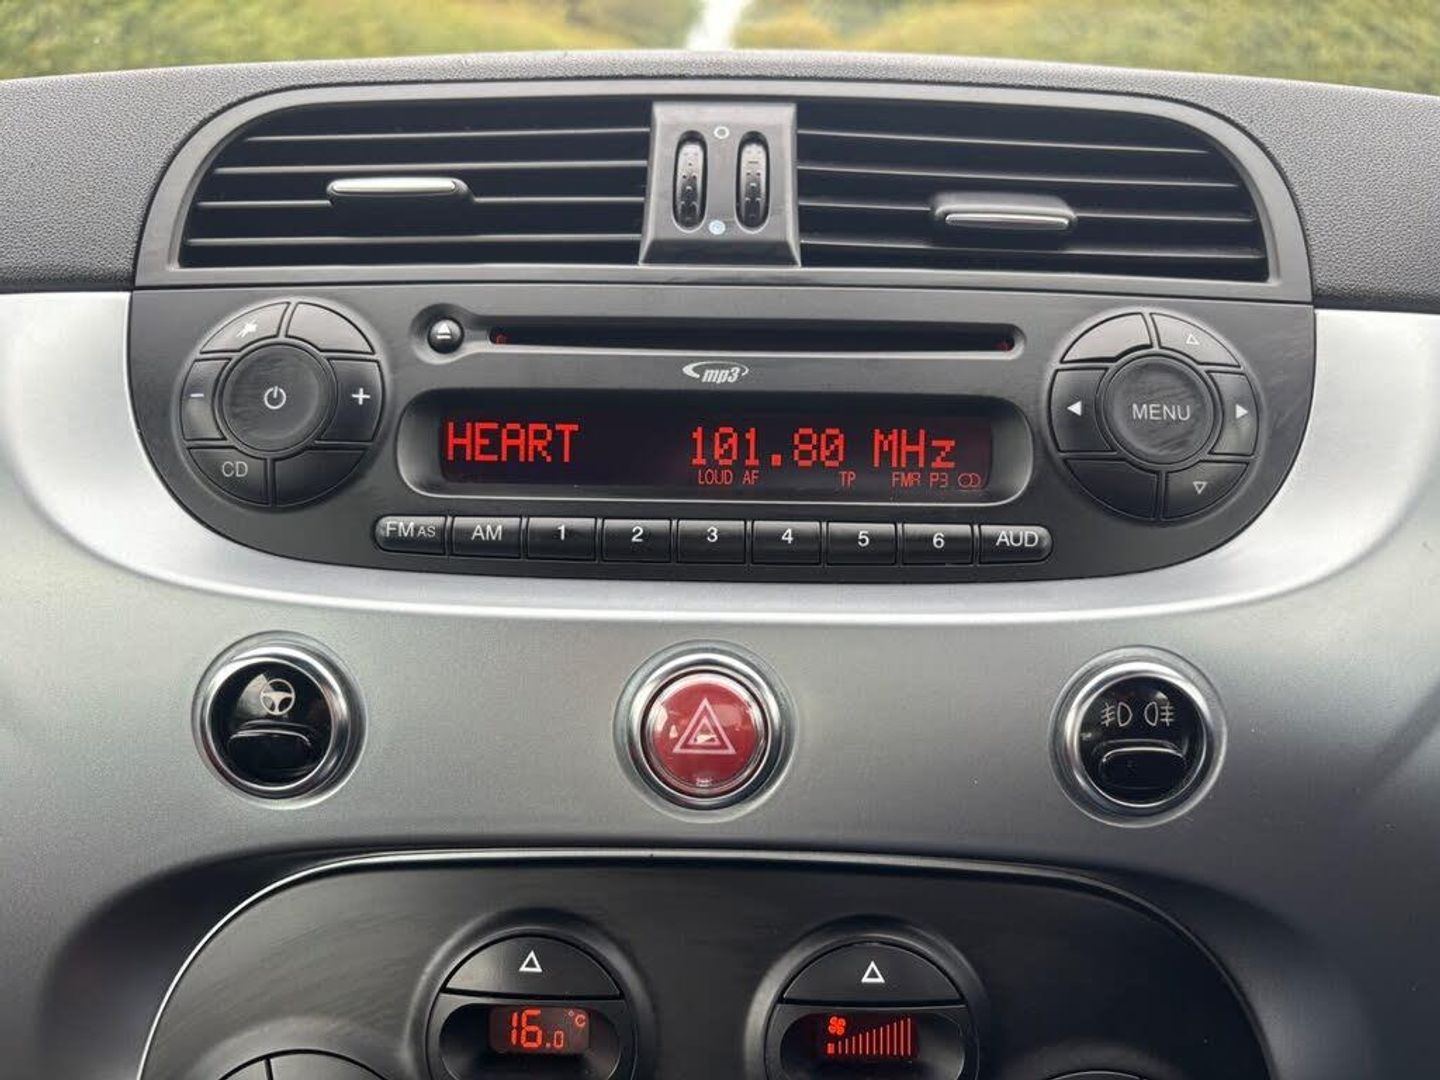 mp3
HEART 101.80 MHz
LOUD AF TP FMA P3
MENU
CD
FM AS AM 1 2 3 4 5 6 AUD
16.0 °C